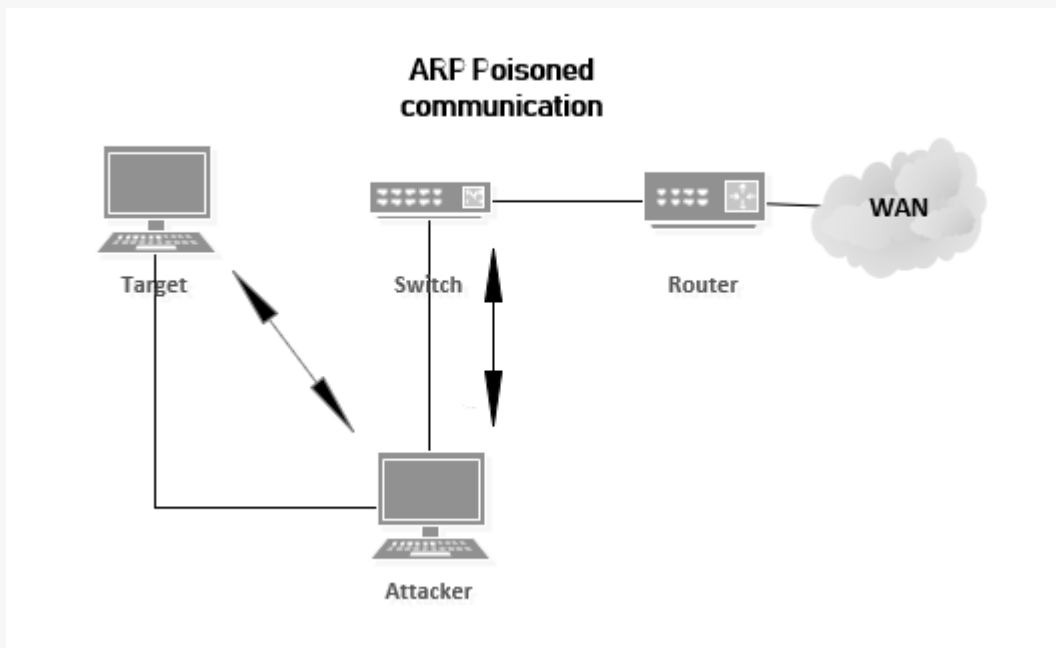 ARP Poisoned
communication
WAN
Target
Switch
Router
Attacker